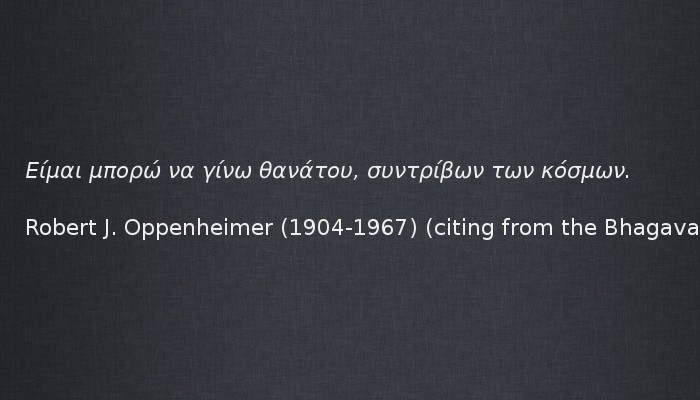 Είμαι μπορώ να γίνω θανάτου, συντρίβων των κόσμων.
Robert J. Oppenheimer (1904-1967) (citing from the Bhagava